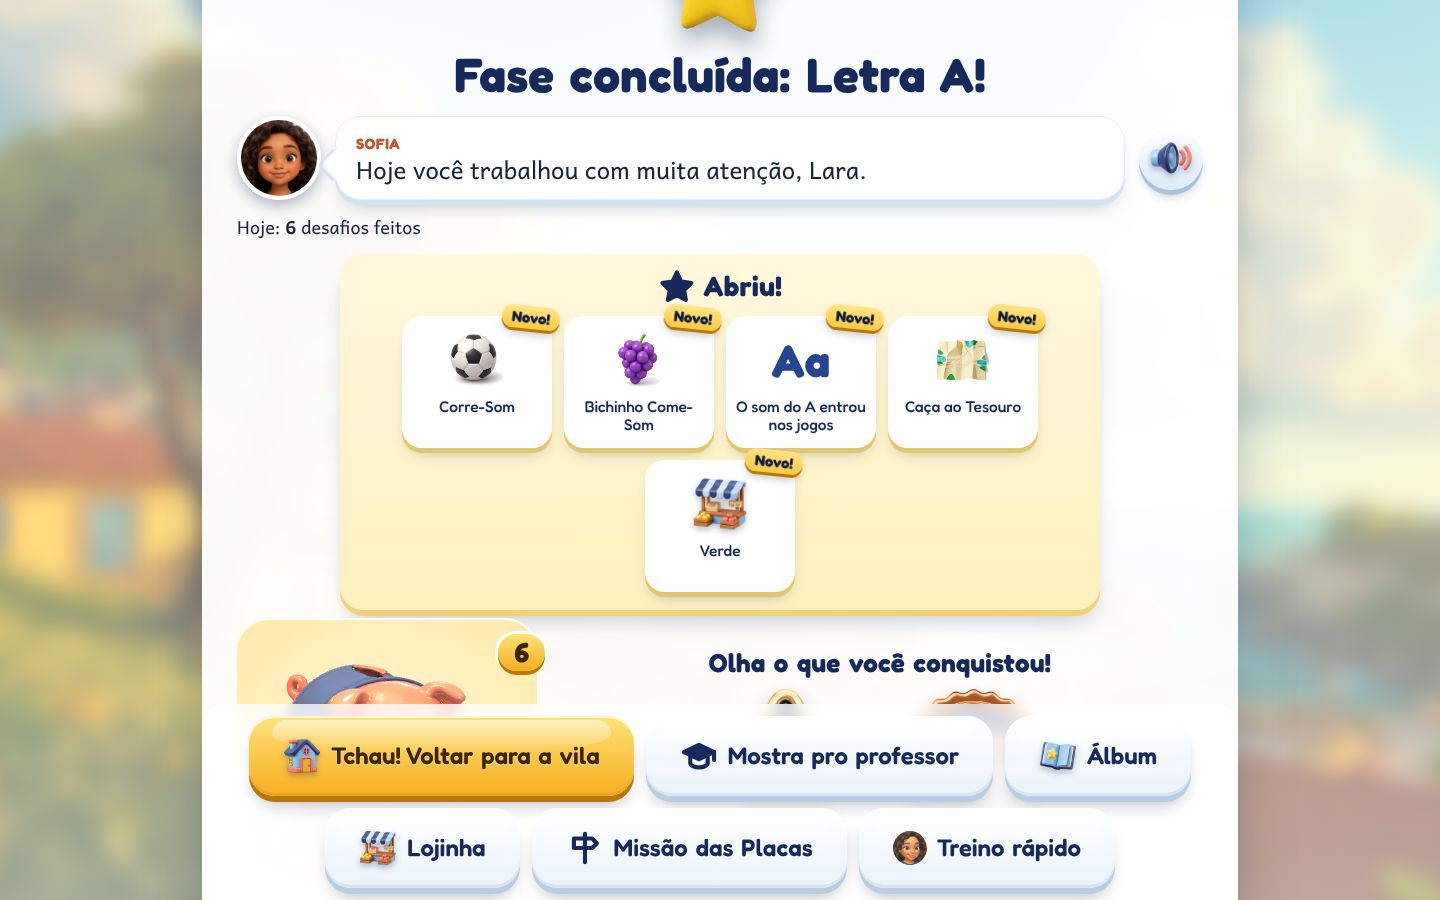 Fase concluída: Letra A!
SOFIA
Hoje você trabalhou com muita atenção, Lara.
Hoje: 6 desafios feitos
Abriu!
Novo!
Novo!
Novo!
Novo!
Corre-Som
Bichinho Come-
Som
Aa
O som do A entrou
nos jogos
Caça ao Tesouro
Novo!
Verde
6
Olha o que você conquistou!
Tchau! Voltar para a vila
Mostra pro professor
Álbum
Lojinha
Missão das Placas
Treino rápido